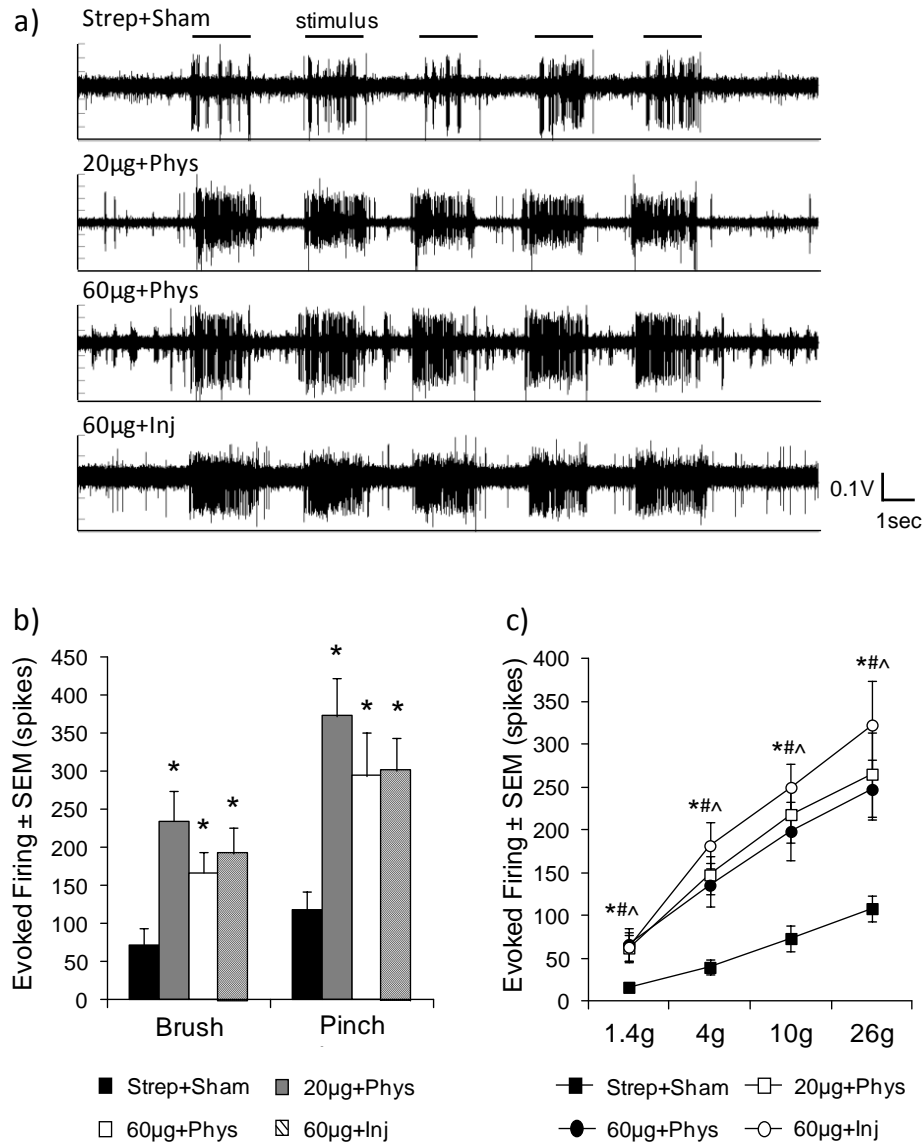 a)
Strep+Sham
stimulus
20µg+Phys
60µg+Phys
60µg+Inj
0.1V
1sec
b)
Evoked Firing ± SEM (spikes)
450
400
350
300
250
200
150
100
50
0
*
*
*
*
*
*
Brush
Pinch
Strep+Sham
20µg+Phys
60µg+Phys
60µg+Inj
c)
Evoked Firing ± SEM (spikes)
400
350
300
250
200
150
100
50
0
*#^
*#^
*#^
*#^
1.4g
4g
10g
26g
Strep+Sham
20µg+Phys
60µg+Phys
60µg+Inj